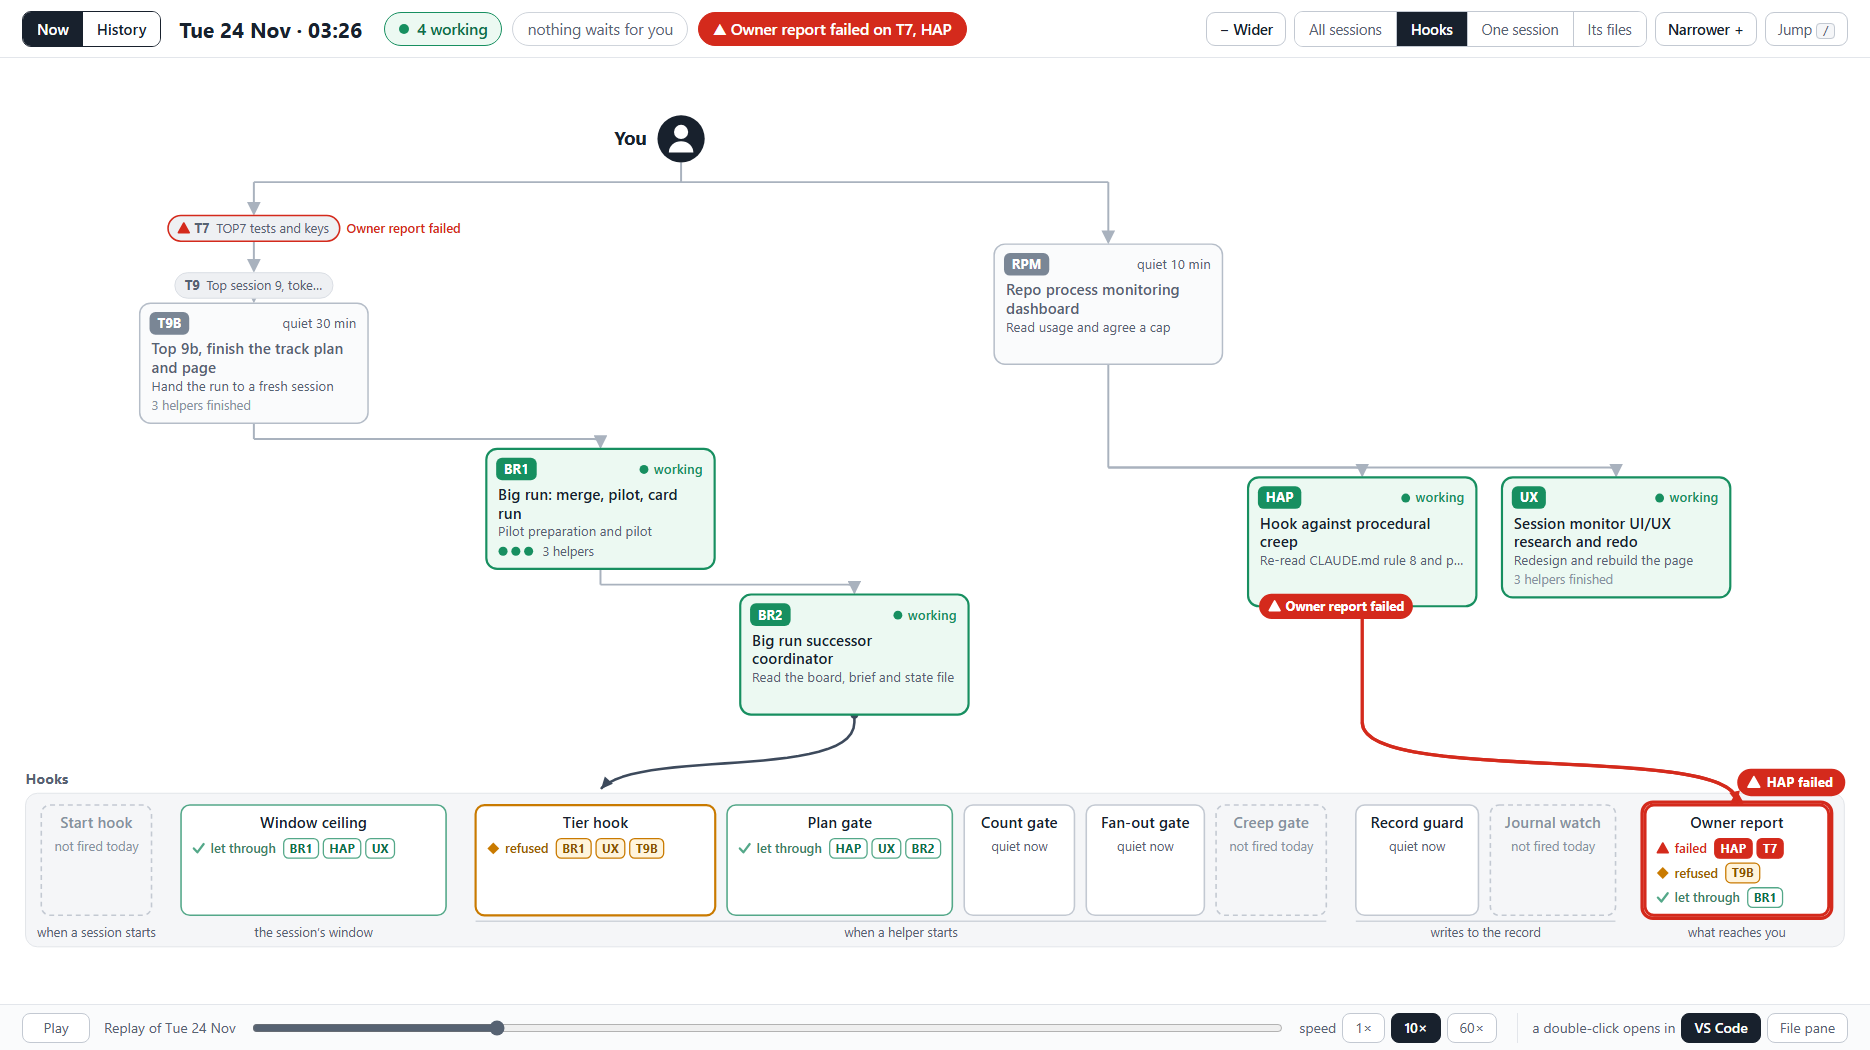 Now
History
Tue 24 Nov · 03:26
4 working
nothing waits for you
Owner report failed on T7, HAP
− Wider
All sessions
Hooks
One session
Its files
Narrower +
Jump /
You
T7 TOP7 tests and keys
Owner report failed
T9 Top session 9, toke...
T9B
quiet 30 min
Top 9b, finish the track plan
and page
Hand the run to a fresh session
3 helpers finished
RPM
quiet 10 min
Repo process monitoring
dashboard
Read usage and agree a cap
BR1
working
Big run: merge, pilot, card
run
Pilot preparation and pilot
3 helpers
HAP
working
Hook against procedural
creep
Re-read CLAUDE.md rule 8 and p...
Owner report failed
UX
working
Session monitor UI/UX
research and redo
Redesign and rebuild the page
3 helpers finished
BR2
working
Big run successor
coordinator
Read the board, brief and state file
Hooks
HAP failed
Start hook
not fired today
Window ceiling
let through BR1 HAP UX
Tier hook
refused BR1 UX T9B
Plan gate
let through HAP UX BR2
Count gate
quiet now
Fan-out gate
quiet now
Creep gate
not fired today
Record guard
quiet now
Journal watch
not fired today
Owner report
failed HAP T7
refused T9B
let through BR1
when a session starts
the session's window
when a helper starts
writes to the record
what reaches you
Play
Replay of Tue 24 Nov
speed
1×
10×
60×
a double-click opens in
VS Code
File pane